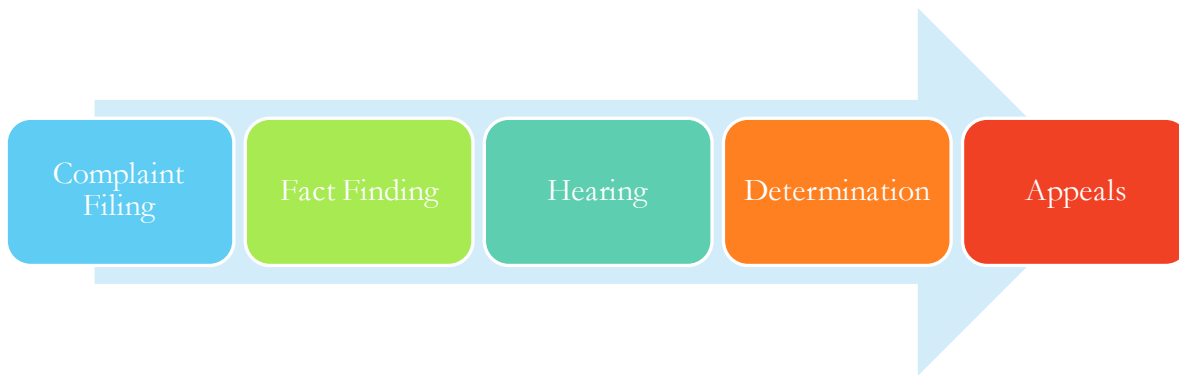 Complaint
Filing
Fact Finding
Hearing
Determination
Appeals